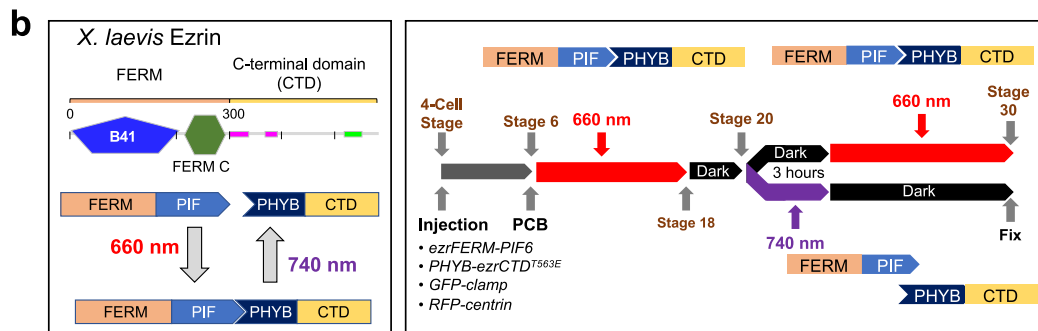 b
X. laevis Ezrin
FERM
C-terminal domain
(CTD)
0
300
B41
FERM C
FERM PIF PHYB CTD
660 nm
740 nm
FERM PIF PHYB CTD
FERM PIF PHYB CTD
FERM PIF PHYB CTD
4-Cell
Stage
Stage 6
660 nm
Stage 20
660 nm
Stage
30
Dark
Dark
3 hours
Dark
Injection
PCB
Stage 18
740 nm
Fix
• ezrFERM-PIF6
• PHYB-ezrCTDT563E
• GFP-clamp
• RFP-centrin
FERM PIF
PHYB CTD